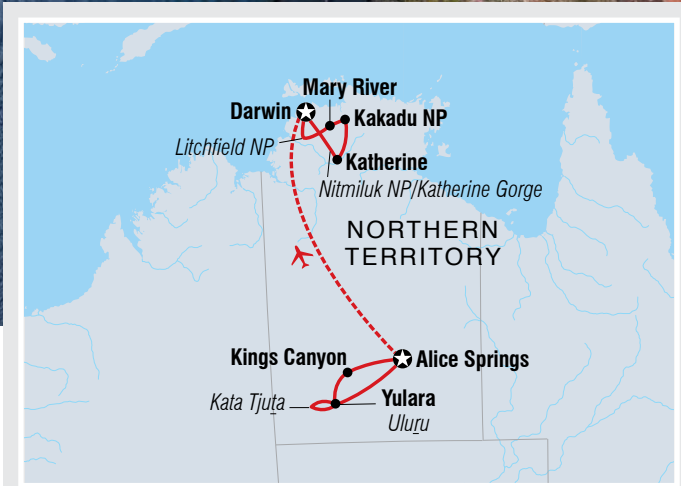 Mary River
Darwin
Kakadu NP
Litchfield NP
Katherine
Nitmiluk NP/Katherine Gorge
NORTHERN
TERRITORY
Kings Canyon
Alice Springs
Kata Tjuṯa
Yulara
Uluṟu